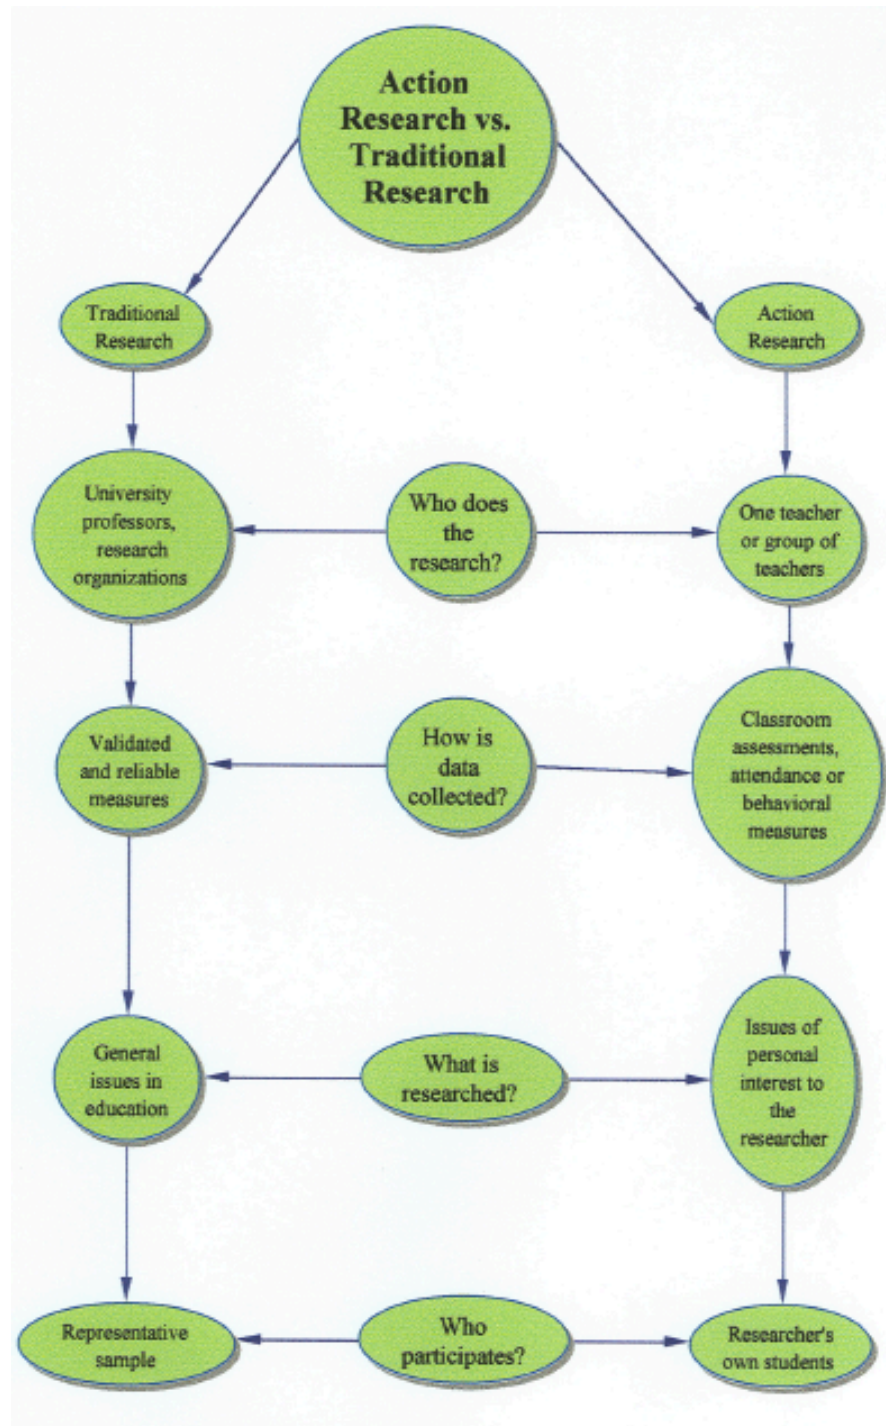 Action
Research vs.
Traditional
Research
Traditional
Research
Action
Research
University
professors,
research
organizations
Who does
the
research?
One teacher
or group of
teachers
Validated
and reliable
measures
How is
data
collected?
Classroom
assessments,
attendance or
behavioral
measures
General
issues in
education
What is
researched?
Issues of
personal
interest to
the
researcher
Representative
sample
Who
participates?
Researcher's
own students